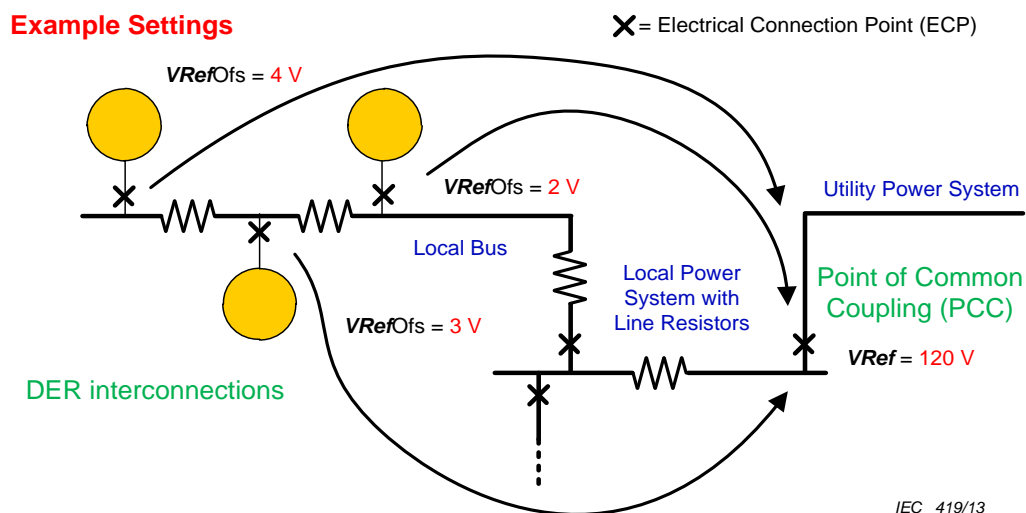 Example Settings
= Electrical Connection Point (ECP)
VRefOfs = 4 V
VRefOfs = 2 V
Utility Power System
Local Bus
Local Power
System with
Line Resistors
Point of Common
Coupling (PCC)
VRefOfs = 3 V
VRef = 120 V
DER interconnections
IEC 419/13